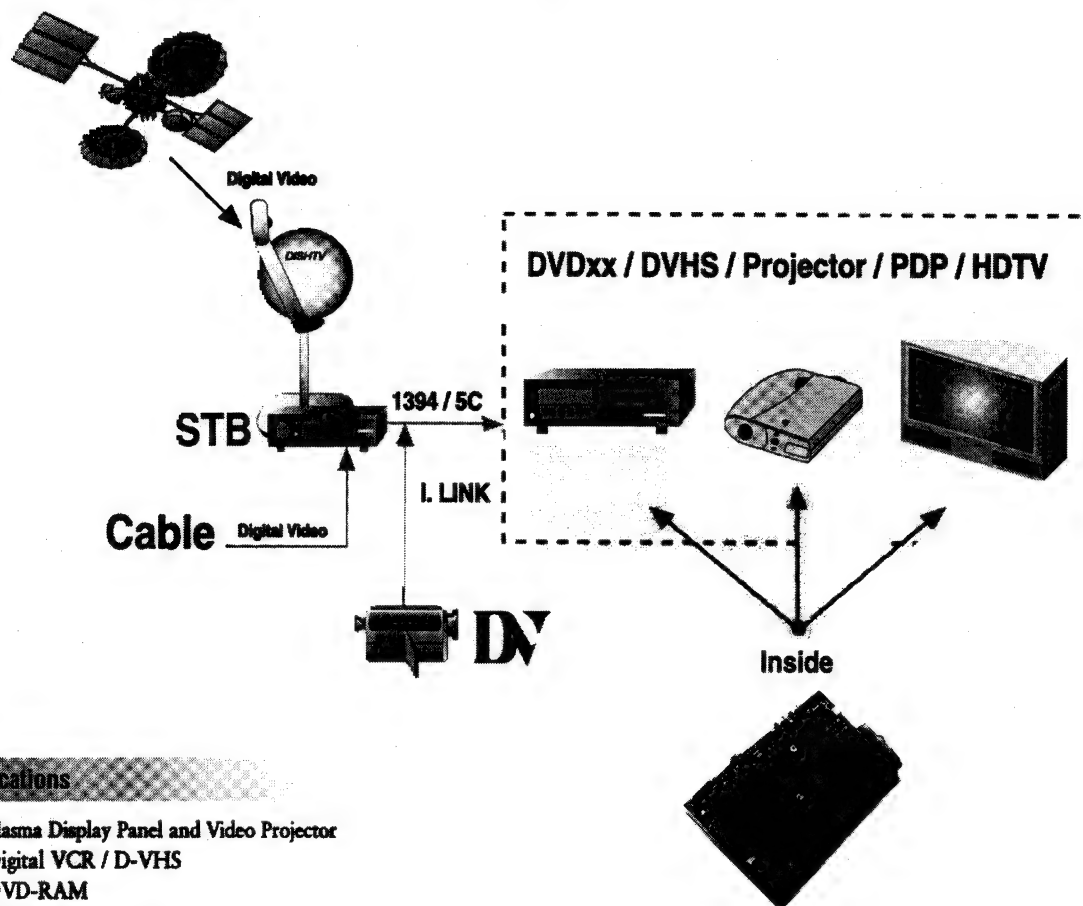 Digital Video
DISHTV
DVDxx / DVHS / Projector / PDP / HDTV
STB
1394 / 5C
I. LINK
Cable
Digital Video
DV
Inside
ications
lasma Display Panel and Video Projector
igital VCR / D-VHS
VD-RAM